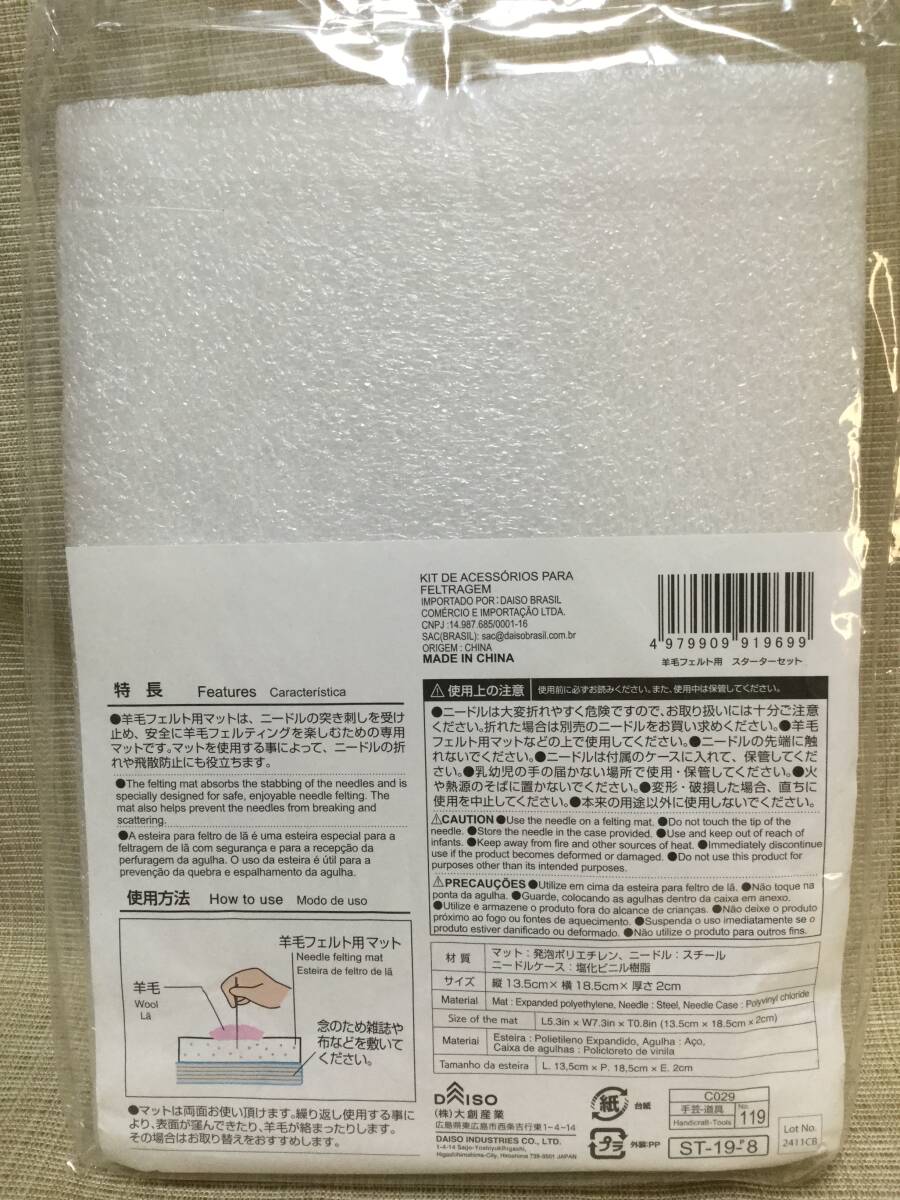 KIT DE ACESSÓRIOS PARA
FELTRAGEM
IMPORTADO POR: DAISO BRASIL
COMÉRCIO E IMPORTAÇÃO LTDA.
CNPJ :14.987.685/0001-16
SAC(BRASIL): sac@daisobrasil.com.br
ORIGEM : CHINA
MADE IN CHINA
4 979909 919699
羊毛フェルト用 スターターセット
特長 Features Característica
●羊毛フェルト用マットは、ニードルの突き刺しを受け
止め、安全に羊毛フェルティングを楽しむための専用
マットです。マットを使用する事によって、ニードルの折
れや飛散防止にも役立ちます。
●The felting mat absorbs the stabbing of the needles and is
specially designed for safe, enjoyable needle felting. The
mat also helps prevent the needles from breaking and
scattering.
●A esteira para feltro de lã é uma esteira especial para a
feltragem de lã com segurança e para a recepção da
perfuragem da agulha. O uso da esteira é útil para a
prevenção da quebra e espalhamento da agulha.
使用方法 How to use Modo de uso
羊毛フェルト用マット
Needle felting mat
Esteira de feltro de lã
羊毛
Wool
Lã
念のため雑誌や
布などを敷いて
ください。
●マットは両面お使い頂けます。繰り返し使用する事に
より、表面が窪んできたり、羊毛が絡まったりします。
その場合はお取り替えをおすすめします。
⚠使用上の注意 使用前に必ずお読みください。また、使用中は保管してください。
●ニードルは大変折れやすく危険ですので、お取り扱いには十分ご注意
ください。折れた場合は別売のニードルをお買い求めください。●羊毛
フェルト用マットなどの上で使用してください。●ニードルの先端に触
れないでください。●ニードルは付属のケースに入れて、保管してくだ
さい。●乳幼児の手の届かない場所で使用・保管してください。●火
や熱源のそばに置かないでください。●変形・破損した場合、直ちに
使用を中止してください。●本来の用途以外に使用しないでください。
⚠CAUTION ●Use the needle on a felting mat. ●Do not touch the tip of the
needle. ●Store the needle in the case provided. ●Use and keep out of reach of
infants. ●Keep away from fire and other sources of heat. ●Immediately discontinue
use if the product becomes deformed or damaged. ●Do not use this product for
purposes other than its intended purposes.
⚠PRECAUÇÕES ●Utilize em cima da esteira para feltro de lã. ●Não toque na
ponta da agulha. ●Guarde, colocando as agulhas dentro da caixa em anexo.
●Utilize e armazene o produto fora do alcance de crianças. ●Não deixe o produto
próximo ao fogo ou fontes de aquecimento. ●Suspenda o uso imediatamente se o
produto estiver danificado ou deformado. ●Não utilize o produto para outros fins.
材質 マット：発泡ポリエチレン、ニードル：スチール
ニードルケース：塩化ビニル樹脂
サイズ 縦13.5cm×横18.5cm×厚さ2cm
Material Mat : Expanded polyethylene, Needle : Steel, Needle Case : Polyvinyl chloride
Size of the mat L5.3in x W7.3in x T0.8in (13.5cm x 18.5cm x 2cm)
Material Esteira : Polietileno Expandido, Agulha : Aço,
Caixa de agulhas : Policloreto de vinila
Tamanho da esteira L. 13,5cm x P. 18,5cm x E. 2cm
DAISO
(株)大創産業
広島県東広島市西条吉行東1-4-14
DAISO INDUSTRIES CO., LTD.
1-4-14 Saijo-Yoshiyukihigashi,
Higashihiroshima-City, Hiroshima 739-8501 JAPAN
紙 台紙
プラ 外装:PP
C029
手芸-道具
Handicraft-Tools
No. 119
ST-19-8
Lot No.
2411CB